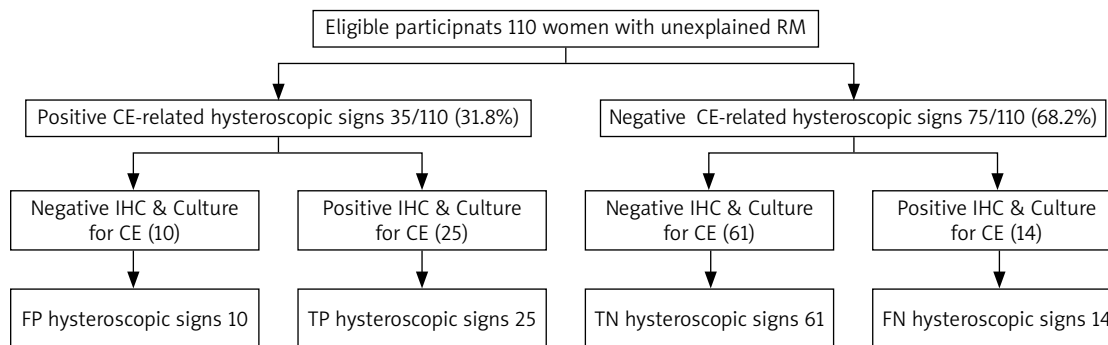 Eligible participnats 110 women with unexplained RM
Positive CE-related hysteroscopic signs 35/110 (31.8%)
Negative CE-related hysteroscopic signs 75/110 (68.2%)
Negative IHC & Culture
for CE (10)
Positive IHC & Culture
for CE (25)
Negative IHC & Culture
for CE (61)
Positive IHC & Culture
for CE (14)
FP hysteroscopic signs 10
TP hysteroscopic signs 25
TN hysteroscopic signs 61
FN hysteroscopic signs 14